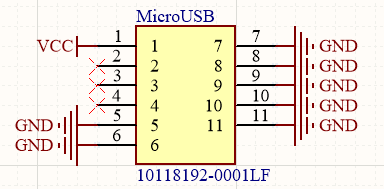 MicroUSB
VCC 1 1 7 7 GND
2 2 8 8 GND
3 3 9 9 GND
4 4 10 10 GND
GND 5 5 11 11 GND
GND 6 6
10118192-0001LF